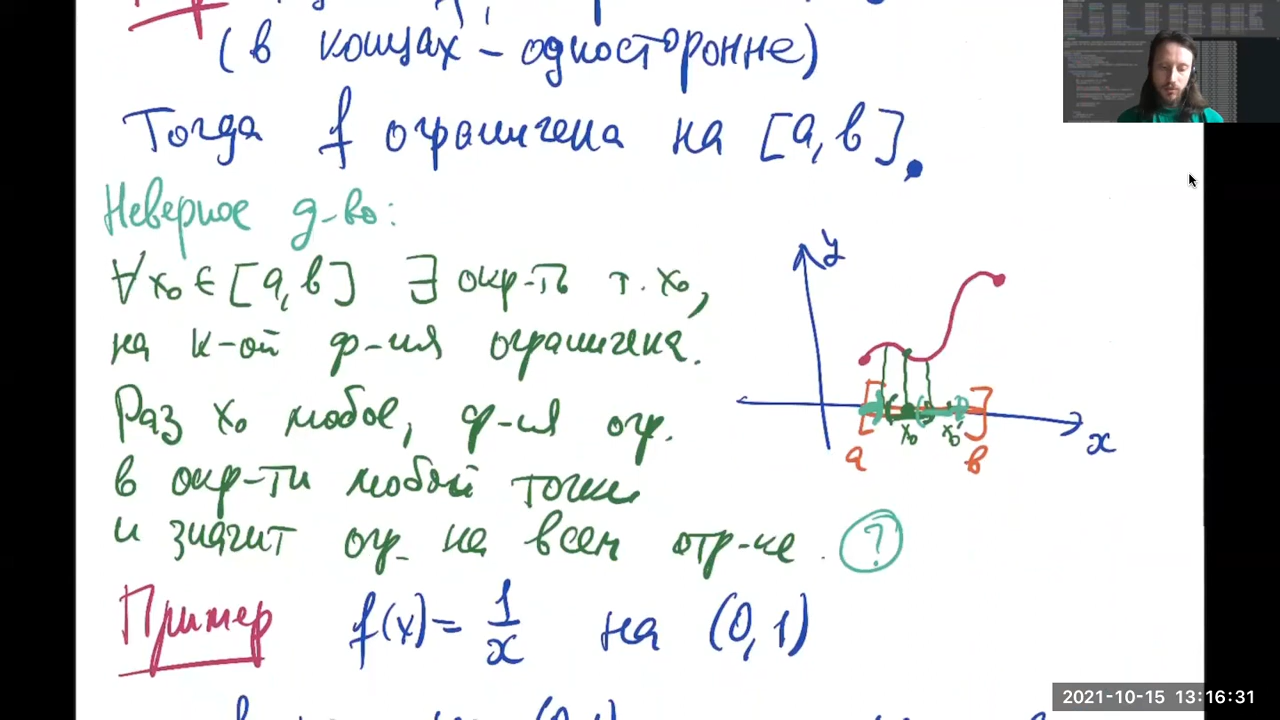 (в концах - односторонне)
Тогда f ограничена на [a, b].
Неверное д-во:
∀x₀ ∈ [a, b] ∃ окр-ть т. x₀,
на к-ой ф-ия ограничена.
Раз x₀ любое, ф-ия огр.
в окр-ти любой точки
и значит огр. на всем отр-ке. ?
y
x₀ x₀'
a b
x
Пример f(x) = 1/x на (0, 1)
2021-10-15 13:16:31